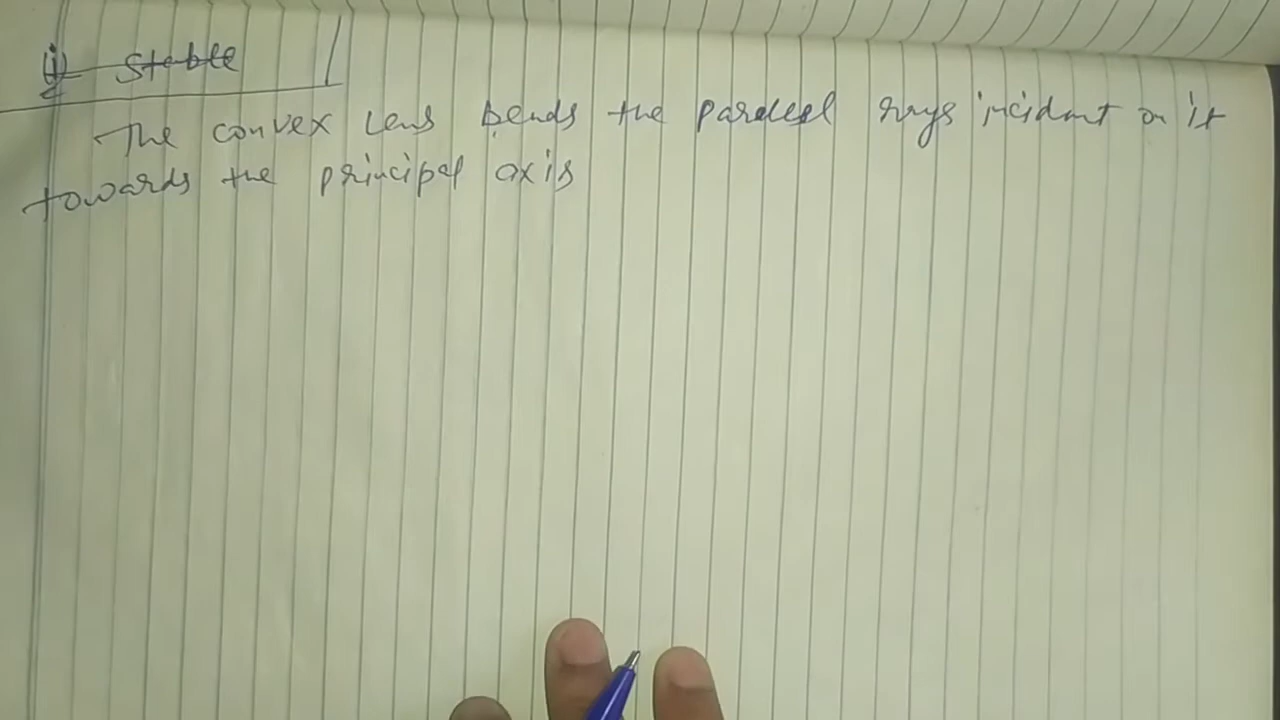 (i) Stable
The convex Lens bends the parallel rays incident on it
towards the principal axis